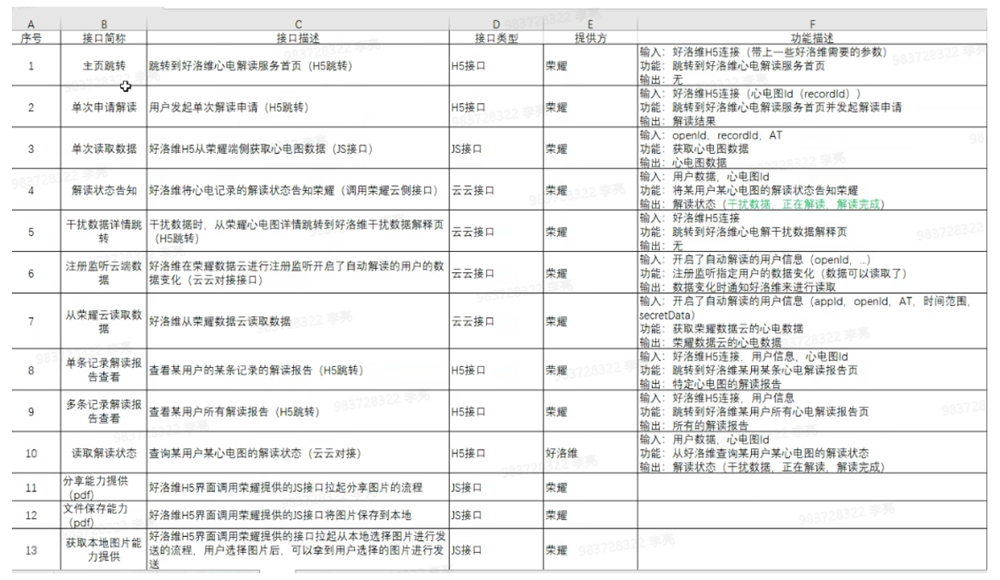 A B C D E F
序号 接口简称 接口描述 接口类型 提供方 功能描述
1 主页跳转 跳转到好洛维心电解读服务首页（H5跳转） H5接口 荣耀 输入：好洛维H5连接（带上一些好洛维需要的参数）
功能：跳转到好洛维心电解读服务首页
输出：无
2 单次申请解读 用户发起单次解读申请（H5跳转） H5接口 荣耀 输入：好洛维H5连接（心电图Id（recordId））
功能：跳转到好洛维心电解读服务首页并发起解读申请
输出：解读结果
3 单次读取数据 好洛维H5从荣耀端侧获取心电图数据（JS接口） JS接口 荣耀 输入：openId，recordId，AT
功能：获取心电图数据
输出：心电图数据
4 解读状态告知 好洛维将心电记录的解读状态告知荣耀（调用荣耀云侧接口） 云云接口 荣耀 输入：用户数据，心电图Id
功能：将某用户某心电图的解读状态告知荣耀
输出：解读状态（干扰数据，正在解读，解读完成）
5 干扰数据详情跳
转 干扰数据时，从荣耀心电图详情跳转到好洛维干扰数据解释页
（H5跳转） 云云接口 荣耀 输入：好洛维H5连接
功能：跳转到好洛维心电解干扰数据解释页
输出：无
6 注册监听云端数
据 好洛维在荣耀数据云进行注册监听开启了自动解读的用户的数
据变化（云云对接接口） 云云接口 荣耀 输入：开启了自动解读的用户信息（openId，...）
功能：注册监听指定用户的数据变化（数据可以读取了）
输出：数据变化时通知好洛维来进行读取
7 从荣耀云读取数
据 好洛维从荣耀数据云读取数据 云云接口 荣耀 输入：开启了自动解读的用户信息（appId，openId，AT，时间范围，
secretData）
功能：获取荣耀数据云的心电数据
输出：荣耀数据云的心电数据
8 单条记录解读报
告查看 查看某用户的某条记录的解读报告（H5跳转） H5接口 荣耀 输入：好洛维H5连接，用户信息，心电图Id
功能：跳转到好洛维某用某条心电解读报告页
输出：特定心电图的解读报告
9 多条记录解读报
告查看 查看某用户所有解读报告（H5跳转） H5接口 荣耀 输入：好洛维H5连接，用户信息
功能：跳转到好洛维某用户所有心电解读报告页
输出：所有的解读报告
10 读取解读状态 查询某用户某心电图的解读状态（云云对接） H5接口 好洛维 输入：用户数据，心电图Id
功能：从好洛维查询某用户某心电图的解读状态
输出：解读状态（干扰数据，正在解读，解读完成）
11 分享能力提供
（pdf） 好洛维H5界面调用荣耀提供的JS接口拉起分享图片的流程 JS接口 荣耀
12 文件保存能力
（pdf） 好洛维H5界面调用荣耀提供的JS接口将图片保存到本地 JS接口 荣耀
13 获取本地图片能
力提供 好洛维H5界面调用荣耀提供的接口拉起从本地选择图片进行发
送的流程，用户选择图片后，可以拿到用户选择的图片进行发
送 JS接口 荣耀
983728322 李亮